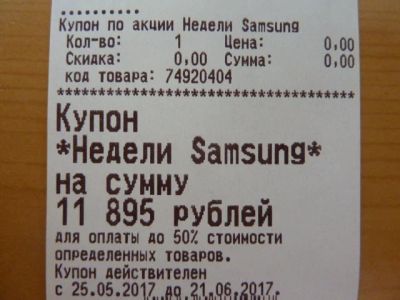 ..........
Купон по акции Недели Samsung
Кол-во: 1 Цена: 0,00
Скидка: 0,00 Сумма: 0,00
код товара: 74920404
****************************************
Купон
*Недели Samsung*
на сумму
11 895 рублей
для оплаты до 50% стоимости
определенных товаров.
Купон действителен
с 25.05.2017 до 21.06.2017.